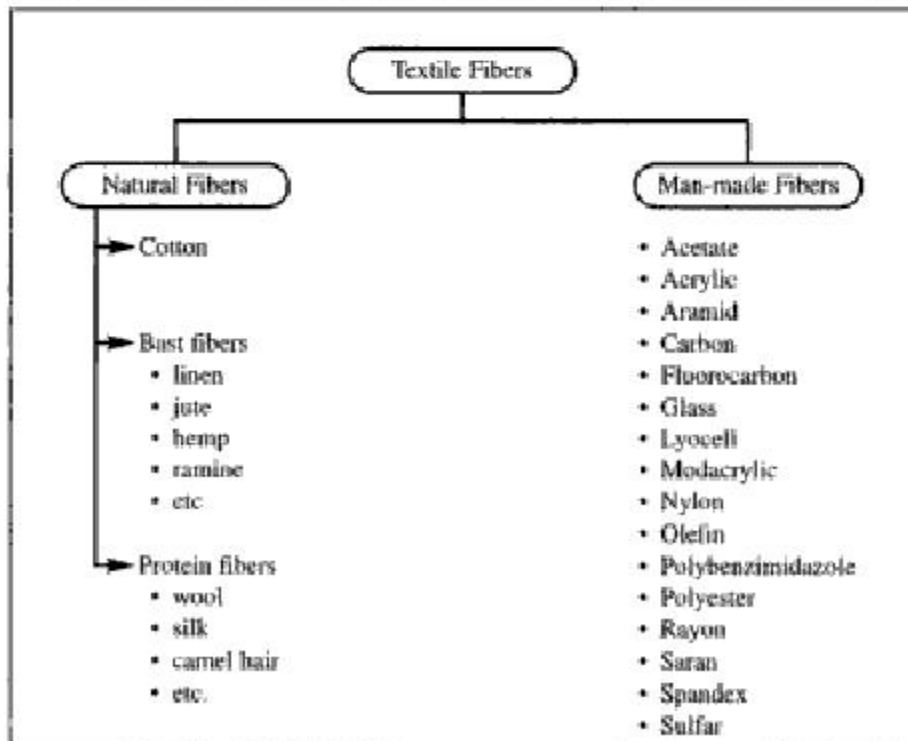 Textile Fibers
Natural Fibers
Man-made Fibers
Cotton
Bast fibers
• linen
• jute
• hemp
• ramine
• etc
Protein fibers
• wool
• silk
• camel hair
• etc.
• Acetate
• Acrylic
• Aramid
• Carbon
• Fluorocarbon
• Glass
• Lyocell
• Modacrylic
• Nylon
• Olefin
• Polybenzimidazole
• Polyester
• Rayon
• Saran
• Spandex
• Sulfar